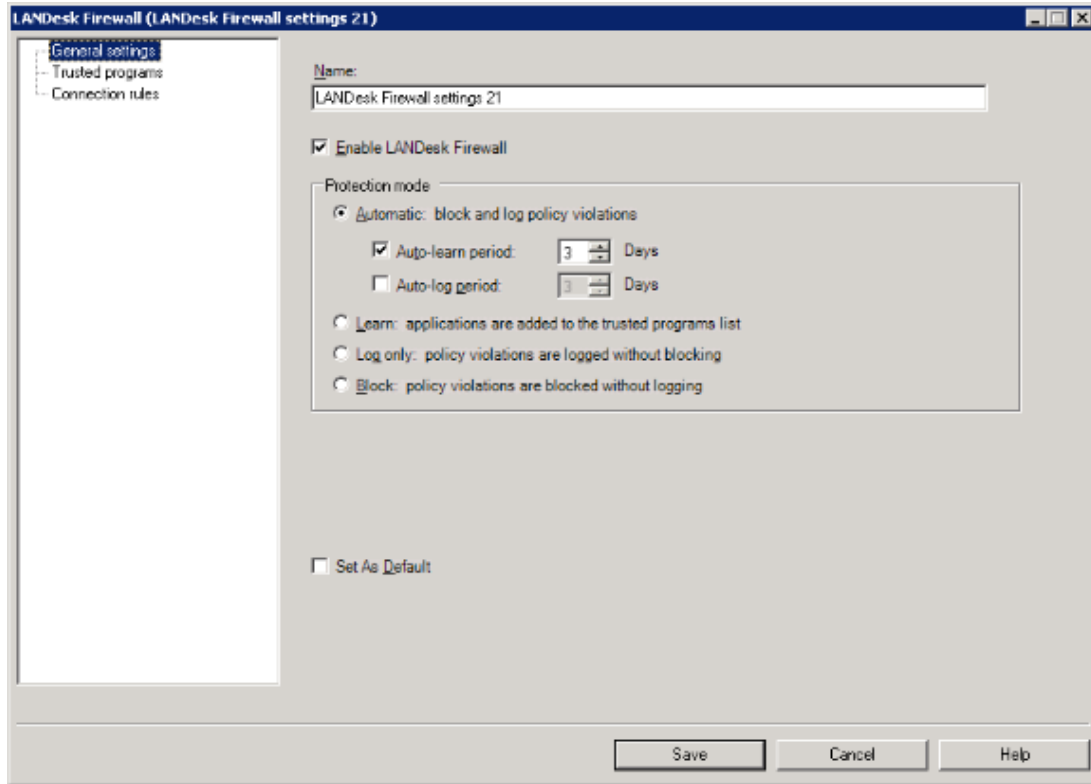 LANDesk Firewall (LANDesk Firewall settings 21)
General settings
Trusted programs
Connection rules
Name:
LANDesk Firewall settings 21
Enable LANDesk Firewall
Protection mode
Automatic: block and log policy violations
Auto-learn period: 3 Days
Auto-log period: 3 Days
Learn: applications are added to the trusted programs list
Log only: policy violations are logged without blocking
Block: policy violations are blocked without logging
Set As Default
Save Cancel Help